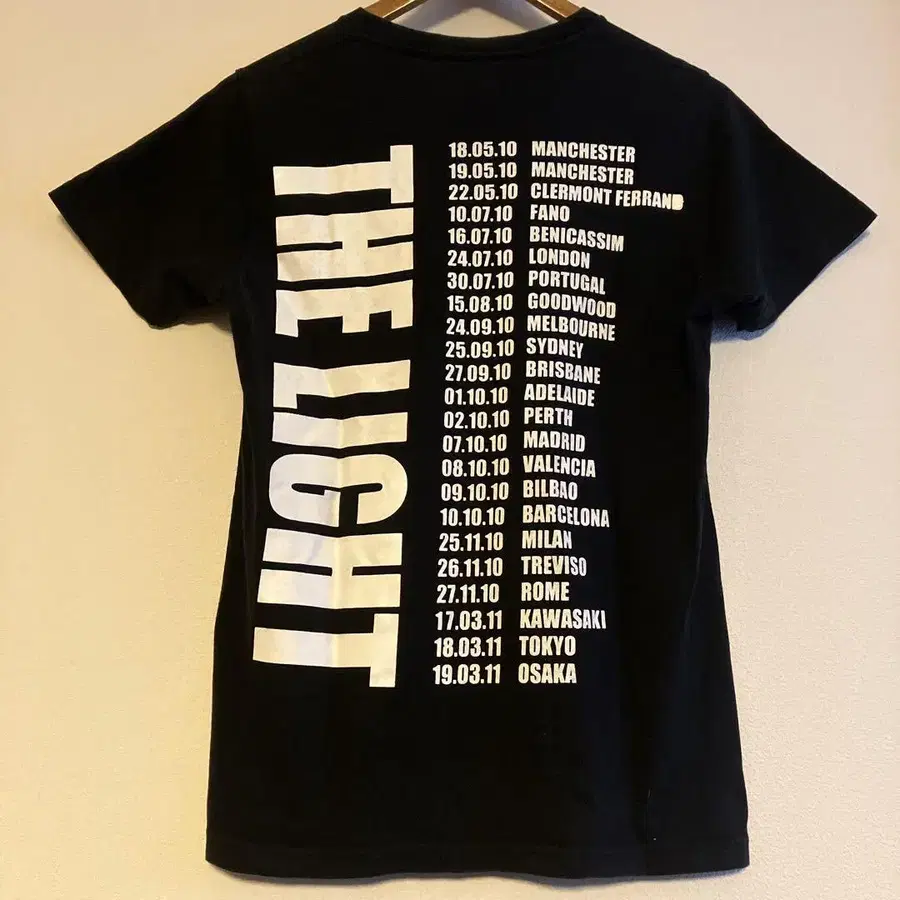 THE LIGHT
18.05.10 MANCHESTER
19.05.10 MANCHESTER
22.05.10 CLERMONT FERRAND
10.07.10 FANO
16.07.10 BENICASSIM
24.07.10 LONDON
30.07.10 PORTUGAL
15.08.10 GOODWOOD
24.09.10 MELBOURNE
25.09.10 SYDNEY
27.09.10 BRISBANE
01.10.10 ADELAIDE
02.10.10 PERTH
07.10.10 MADRID
08.10.10 VALENCIA
09.10.10 BILBAO
10.10.10 BARCELONA
25.11.10 MILAN
26.11.10 TREVISO
27.11.10 ROME
17.03.11 KAWASAKI
18.03.11 TOKYO
19.03.11 OSAKA